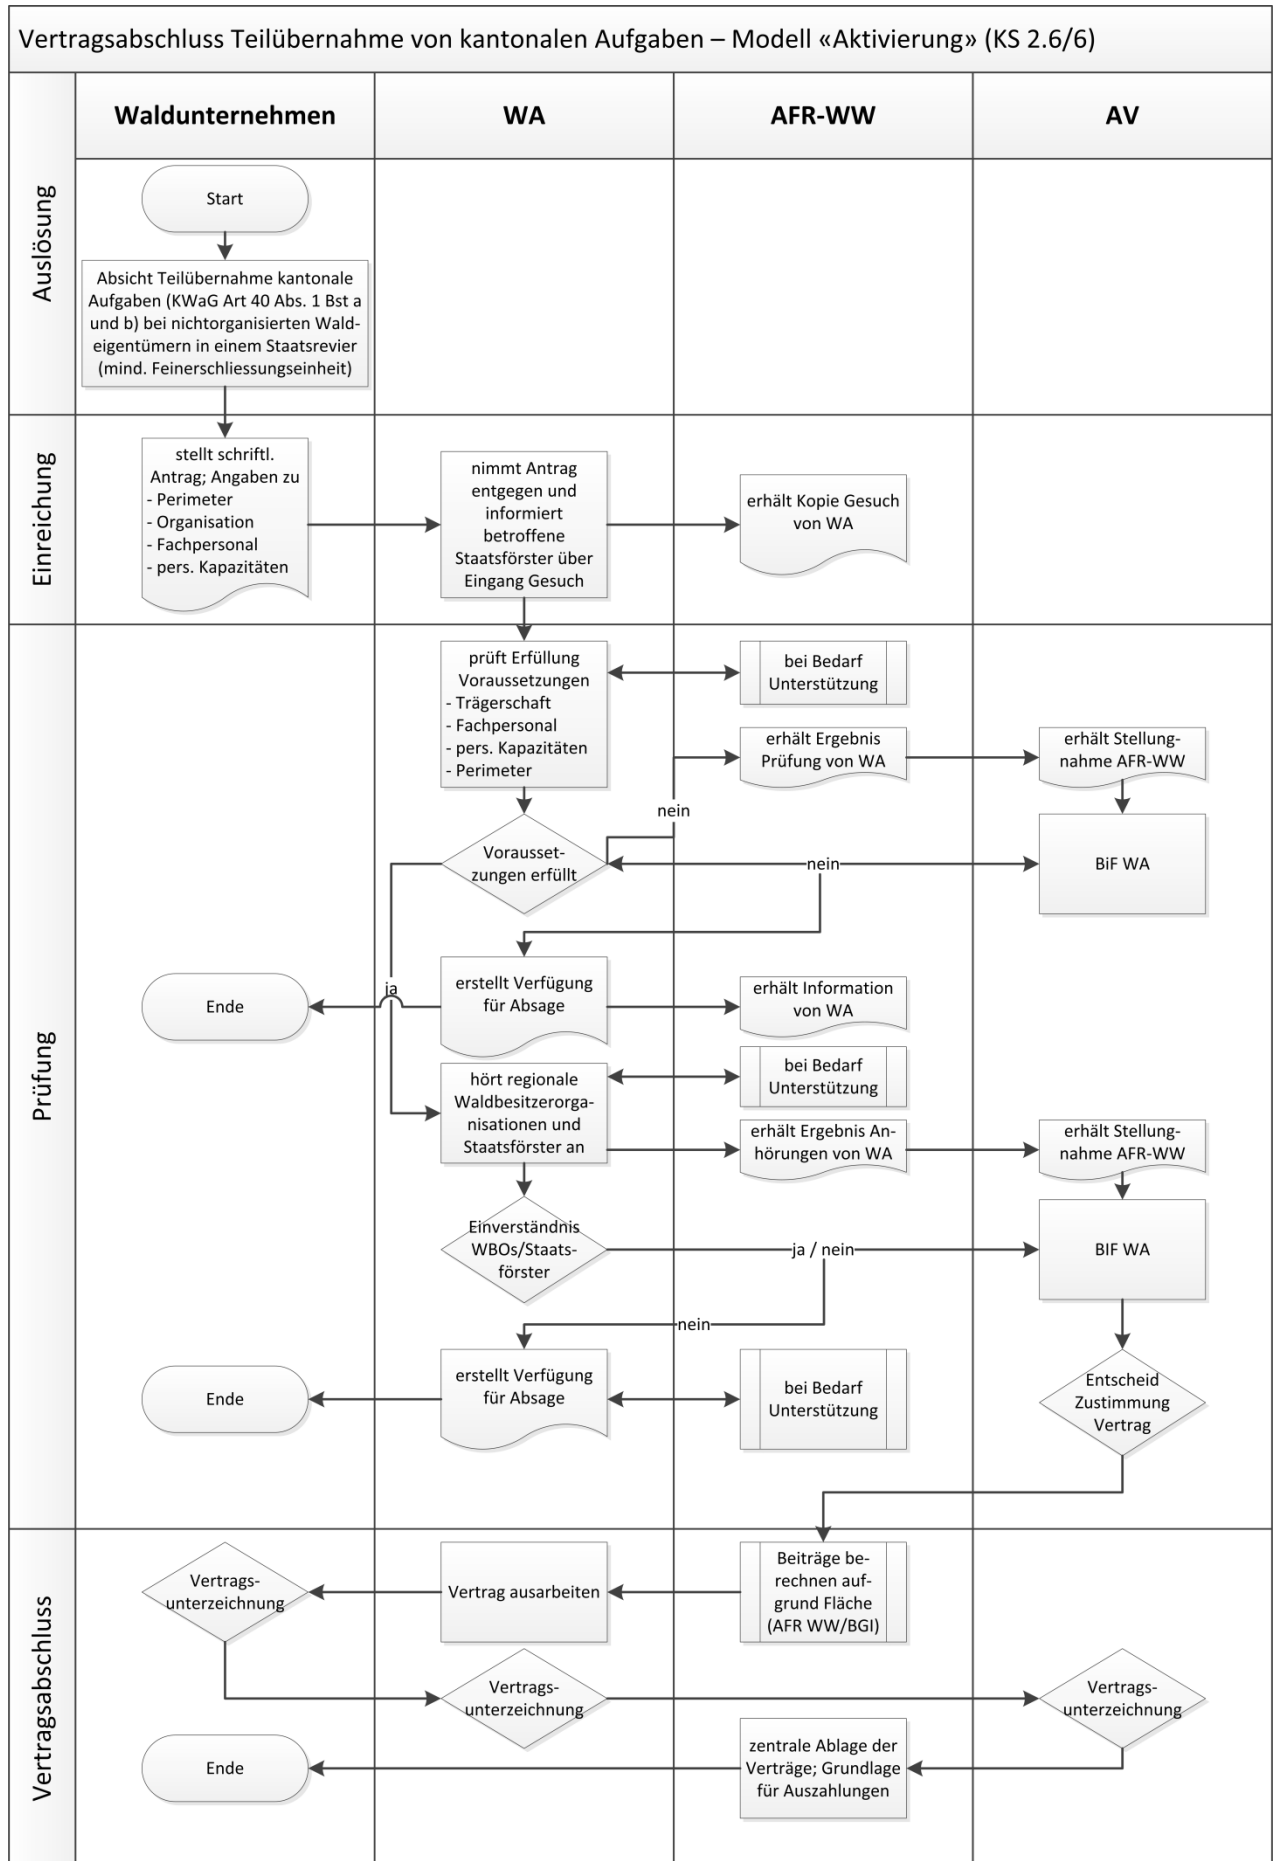 Vertragsabschluss Teilübernahme von kantonalen Aufgaben – Modell «Aktivierung» (KS 2.6/6)
Waldunternehmen
WA
AFR-WW
AV
Auslösung
Start
Absicht Teilübernahme kantonale
Aufgaben (KWaG Art 40 Abs. 1 Bst a
und b) bei nichtorganisierten Wald-
eigentümern in einem Staatsrevier
(mind. Feinerschliessungseinheit)
Einreichung
stellt schriftl.
Antrag; Angaben zu
- Perimeter
- Organisation
- Fachpersonal
- pers. Kapazitäten
nimmt Antrag
entgegen und
informiert
betroffene
Staatsförster über
Eingang Gesuch
erhält Kopie Gesuch
von WA
Prüfung
prüft Erfüllung
Voraussetzungen
- Trägerschaft
- Fachpersonal
- pers. Kapazitäten
- Perimeter
bei Bedarf
Unterstützung
erhält Ergebnis
Prüfung von WA
erhält Stellung-
nahme AFR-WW
nein
Vorausset-
zungen erfüllt
nein
BiF WA
ja
Ende
erstellt Verfügung
für Absage
erhält Information
von WA
hört regionale
Waldbesitzerorga-
nisationen und
Staatsförster an
bei Bedarf
Unterstützung
erhält Ergebnis An-
hörungen von WA
erhält Stellung-
nahme AFR-WW
Einverständnis
WBOs/Staats-
förster
ja / nein
BIF WA
nein
Ende
erstellt Verfügung
für Absage
bei Bedarf
Unterstützung
Entscheid
Zustimmung
Vertrag
Vertragsabschluss
Vertrags-
unterzeichnung
Vertrag ausarbeiten
Beiträge be-
rechnen auf-
grund Fläche
(AFR WW/BGI)
Vertrags-
unterzeichnung
Vertrags-
unterzeichnung
Ende
zentrale Ablage der
Verträge; Grundlage
für Auszahlungen